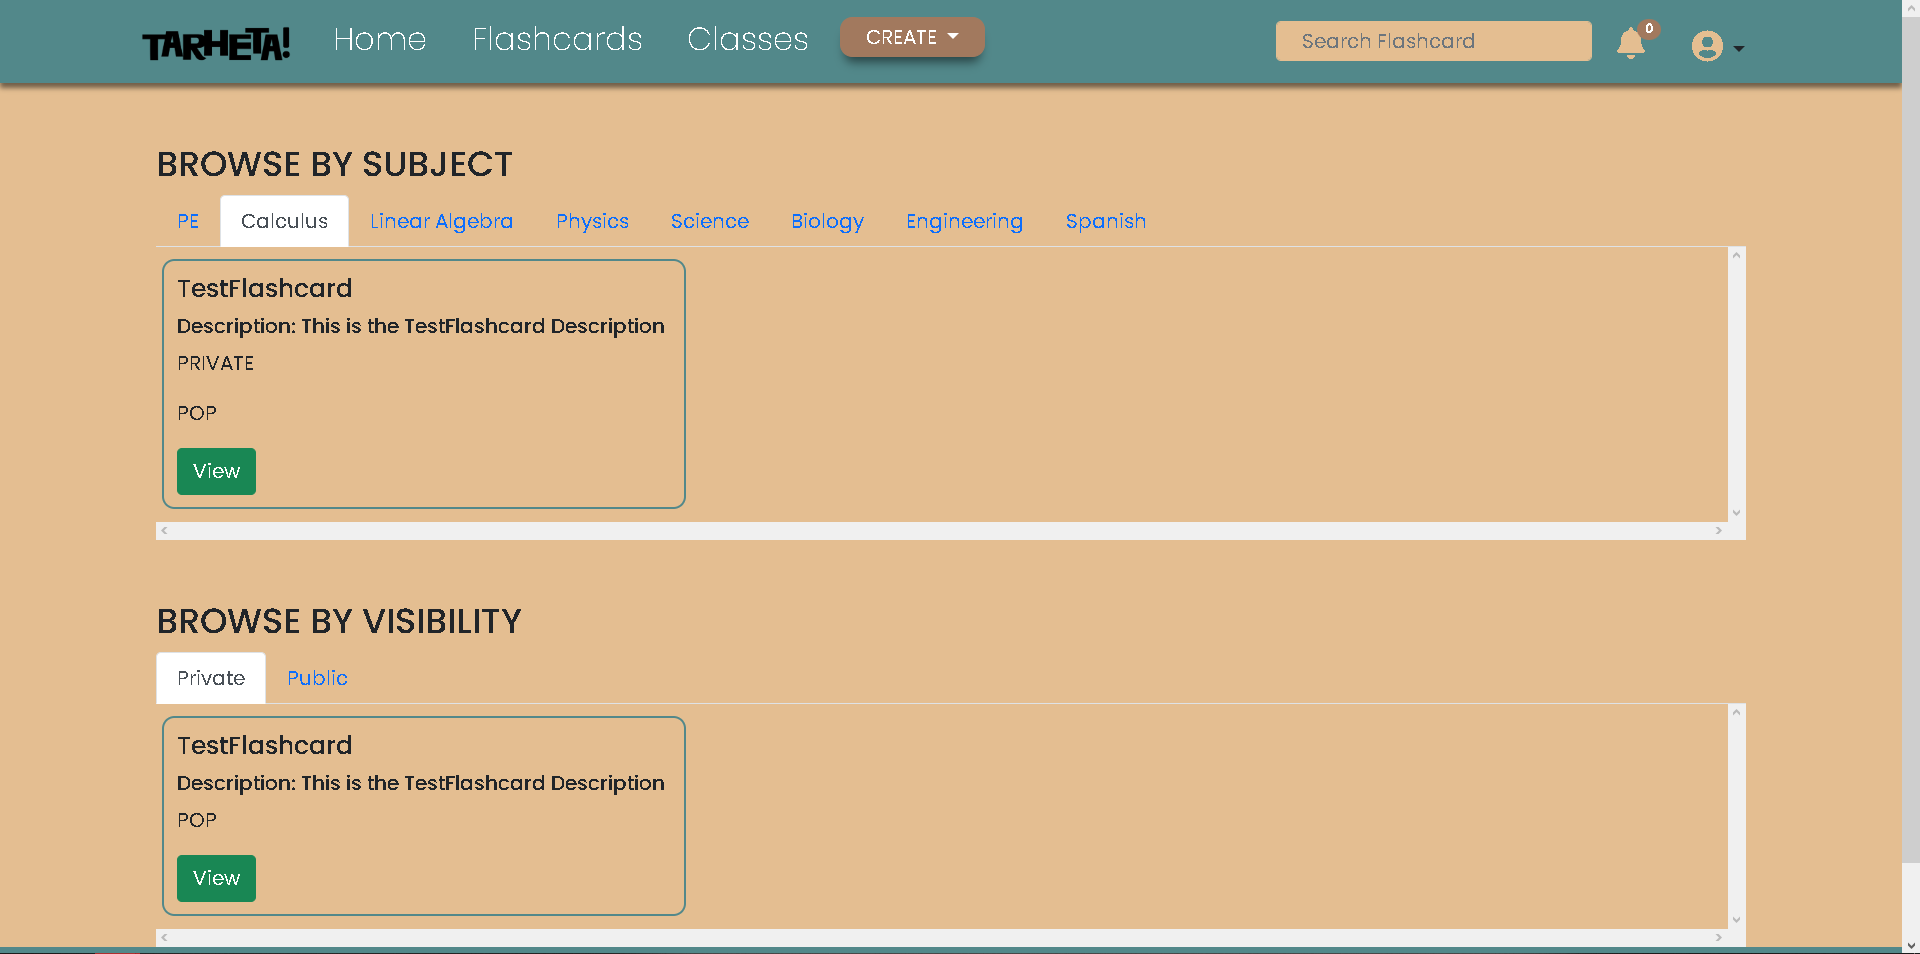 TARHETA! Home Flashcards Classes CREATE Search Flashcard 0
BROWSE BY SUBJECT
PE Calculus Linear Algebra Physics Science Biology Engineering Spanish
TestFlashcard
Description: This is the TestFlashcard Description
PRIVATE
POP
View
BROWSE BY VISIBILITY
Private Public
TestFlashcard
Description: This is the TestFlashcard Description
POP
View